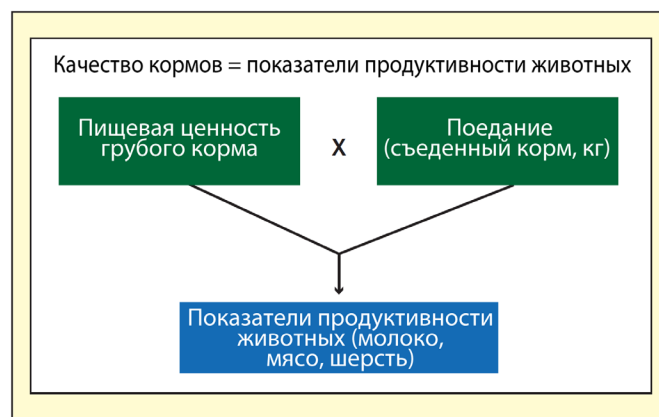 Качество кормов = показатели продуктивности животных
Пищевая ценность
грубого корма
X
Поедание
(съеденный корм, кг)
Показатели продуктивности
животных (молоко,
мясо, шерсть)